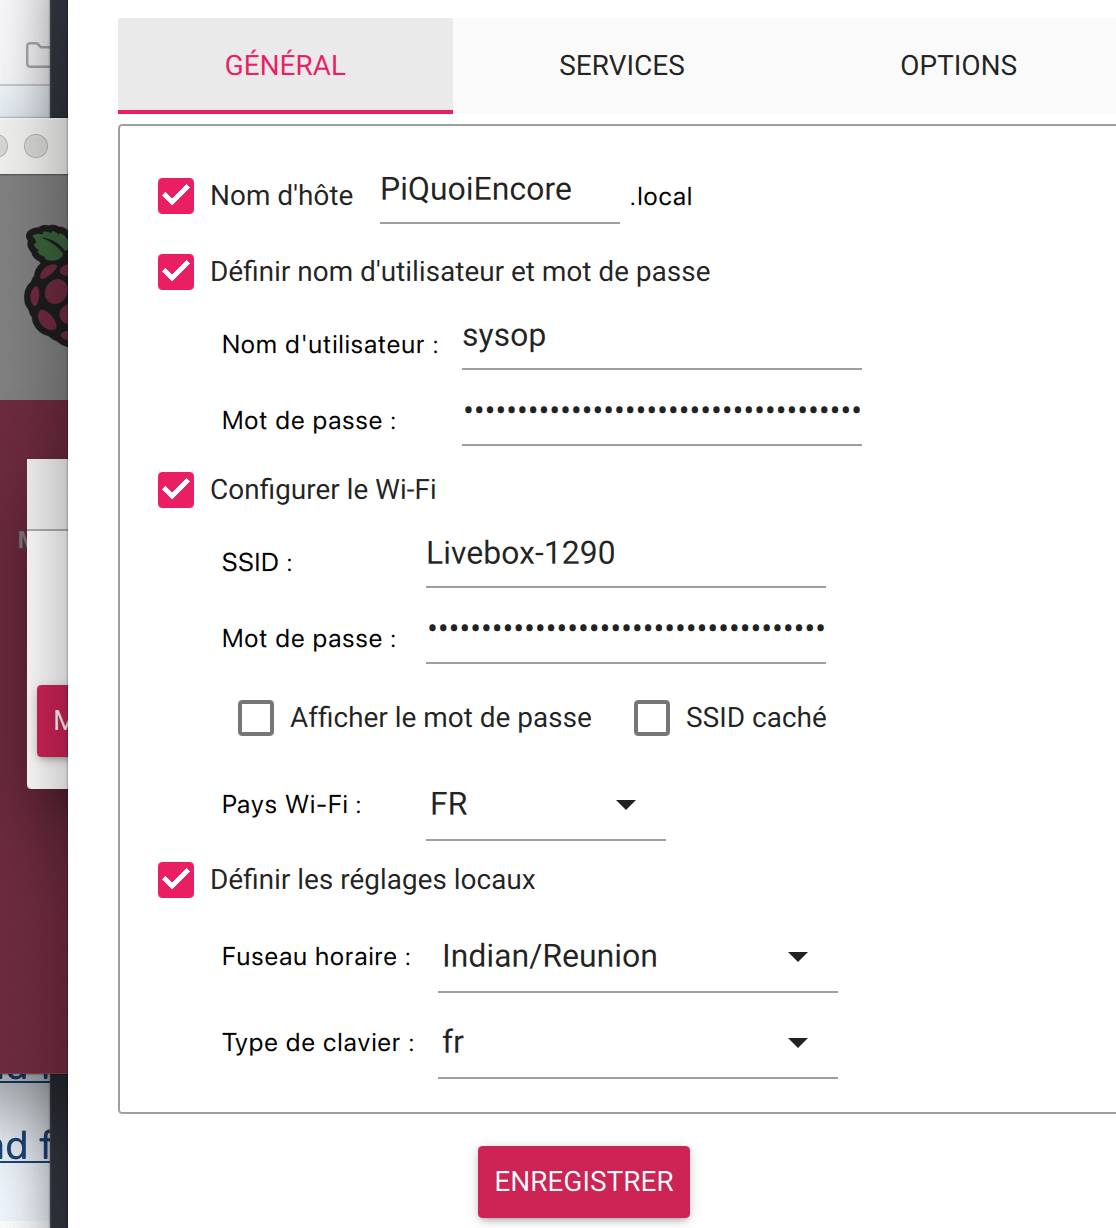 GÉNÉRAL SERVICES OPTIONS
Nom d'hôte PiQuoiEncore .local
Définir nom d'utilisateur et mot de passe
Nom d'utilisateur : sysop
Mot de passe : •••••••••••••••••••••••••••••••••••••
Configurer le Wi-Fi
SSID : Livebox-1290
Mot de passe : •••••••••••••••••••••••••••••••••••••
Afficher le mot de passe SSID caché
Pays Wi-Fi : FR
Définir les réglages locaux
Fuseau horaire : Indian/Reunion
Type de clavier : fr
ENREGISTRER